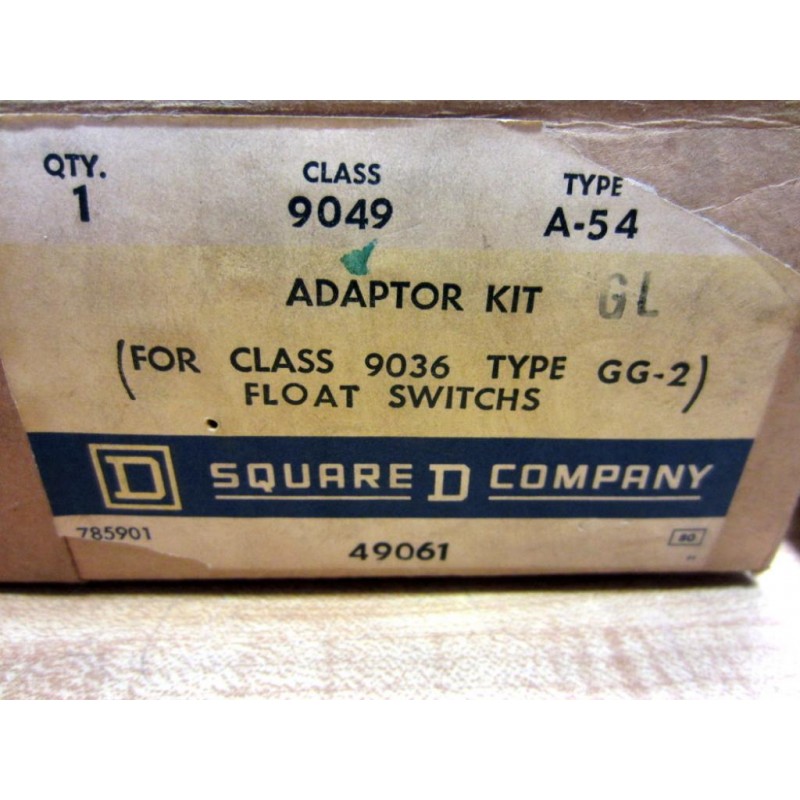 QTY. CLASS TYPE
1 9049 A-54
ADAPTOR KIT GL
(FOR CLASS 9036 TYPE GG-2)
FLOAT SWITCHS
D SQUARE D COMPANY
785901
49061
80